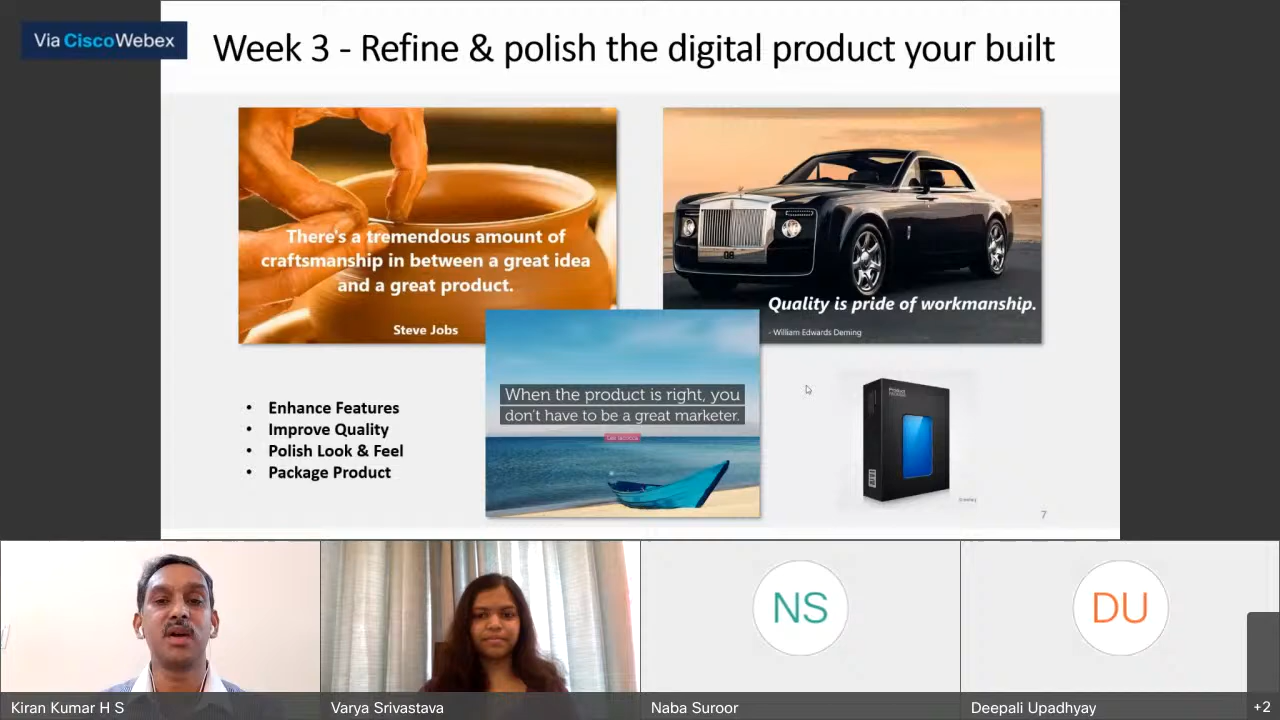 Via Cisco Webex
Week 3 - Refine & polish the digital product your built
There's a tremendous amount of
craftsmanship in between a great idea
and a great product.
Steve Jobs
Quality is pride of workmanship.
- William Edwards Deming
When the product is right, you
don't have to be a great marketer.
• Enhance Features
• Improve Quality
• Polish Look & Feel
• Package Product
7
NS
DU
Kiran Kumar H S
Varya Srivastava
Naba Suroor
Deepali Upadhyay
+2